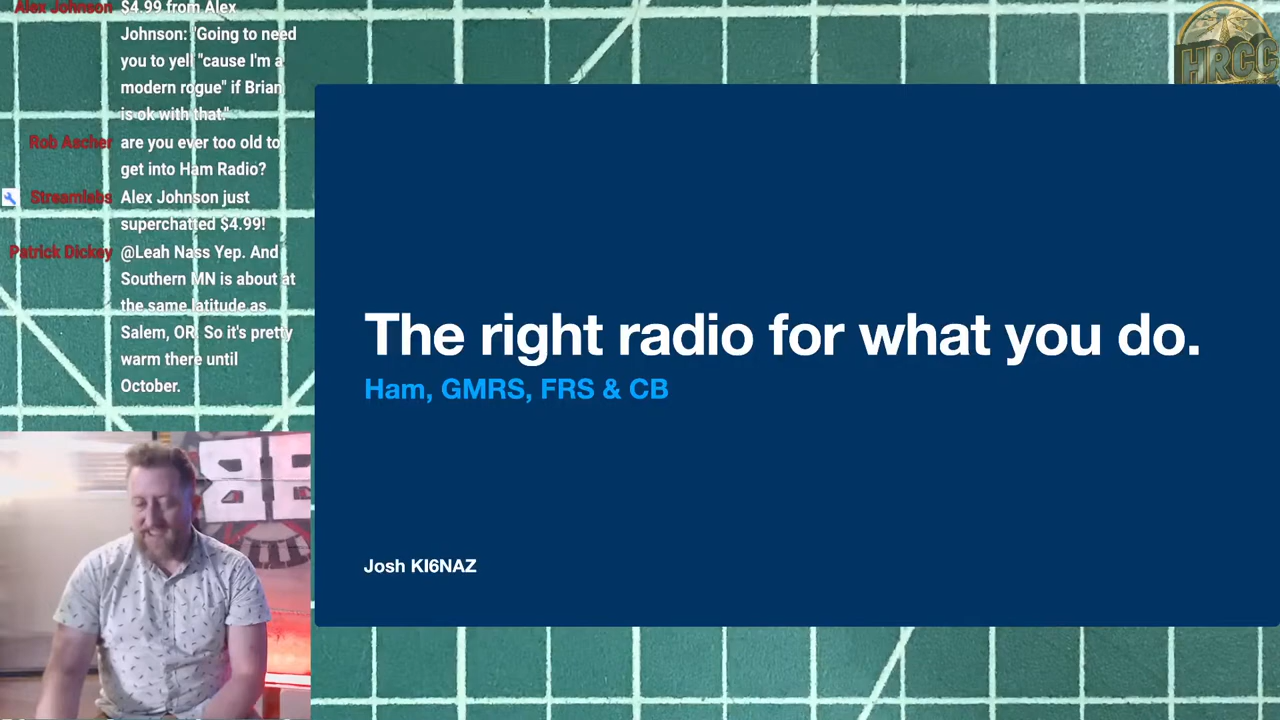 Alex Johnson $4.99 from Alex
Johnson: "Going to need
you to yell "cause I'm a
modern rogue" if Brian
is ok with that."
Rob Ascher are you ever too old to
get into Ham Radio?
Streamlabs Alex Johnson just
superchatted $4.99!
Patrick Dickey @Leah Nass Yep. And
Southern MN is about at
the same latitude as
Salem, OR. So it's pretty
warm there until
October.
HRCC
The right radio for what you do.
Ham, GMRS, FRS & CB
Josh KI6NAZ